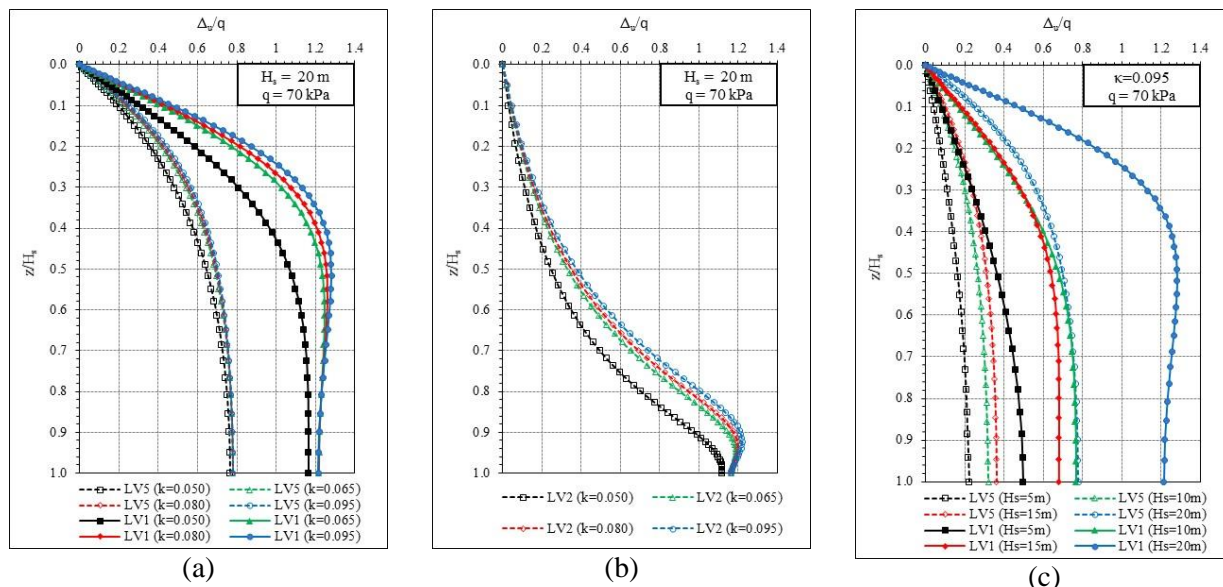 Δu/q
0 0.2 0.4 0.6 0.8 1 1.2 1.4
0.0
0.1
0.2
0.3
0.4
0.5
0.6
0.7
0.8
0.9
1.0
z/Hs
Hs = 20 m
q = 70 kPa
LV5 (k=0.050) LV5 (k=0.065)
LV5 (k=0.080) LV5 (k=0.095)
LV1 (k=0.050) LV1 (k=0.065)
LV1 (k=0.080) LV1 (k=0.095)
(a)
Δu/q
0 0.2 0.4 0.6 0.8 1 1.2 1.4
0.0
0.1
0.2
0.3
0.4
0.5
0.6
0.7
0.8
0.9
1.0
z/Hs
Hs = 20 m
q = 70 kPa
LV2 (k=0.050) LV2 (k=0.065)
LV2 (k=0.080) LV2 (k=0.095)
(b)
Δu/q
0 0.2 0.4 0.6 0.8 1 1.2 1.4
0.0
0.1
0.2
0.3
0.4
0.5
0.6
0.7
0.8
0.9
1.0
z/Hs
κ=0.095
q = 70 kPa
LV5 (Hs=5m) LV5 (Hs=10m)
LV5 (Hs=15m) LV5 (Hs=20m)
LV1 (Hs=5m) LV1 (Hs=10m)
LV1 (Hs=15m) LV1 (Hs=20m)
(c)